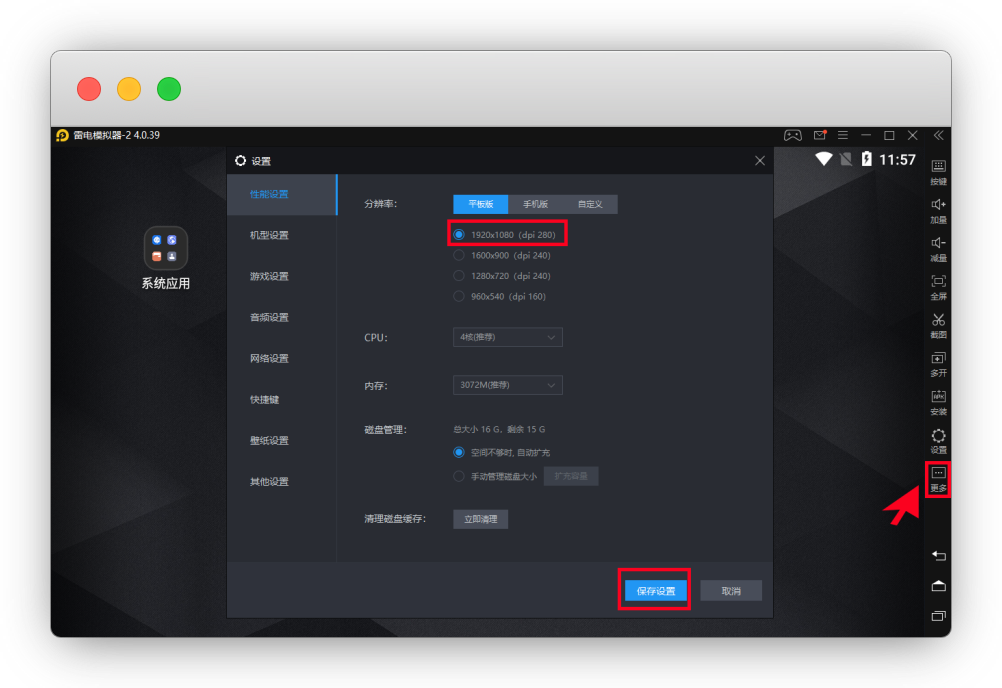 雷电模拟器-2 4.0.39
11:57
系统应用
设置
性能设置
机型设置
游戏设置
音频设置
网络设置
快捷键
壁纸设置
其他设置
分辨率：
平板版
手机版
自定义
1920x1080（dpi 280）
1600x900（dpi 240）
1280x720（dpi 240）
960x540（dpi 160）
CPU：
4核(推荐)
内存：
3072M(推荐)
磁盘管理：
总大小 16 G，剩余 15 G
空间不够时, 自动扩充
手动管理磁盘大小
扩充容量
清理磁盘缓存：
立即清理
保存设置
取消
按键
加量
减量
全屏
截图
多开
APK
安装
设置
更多